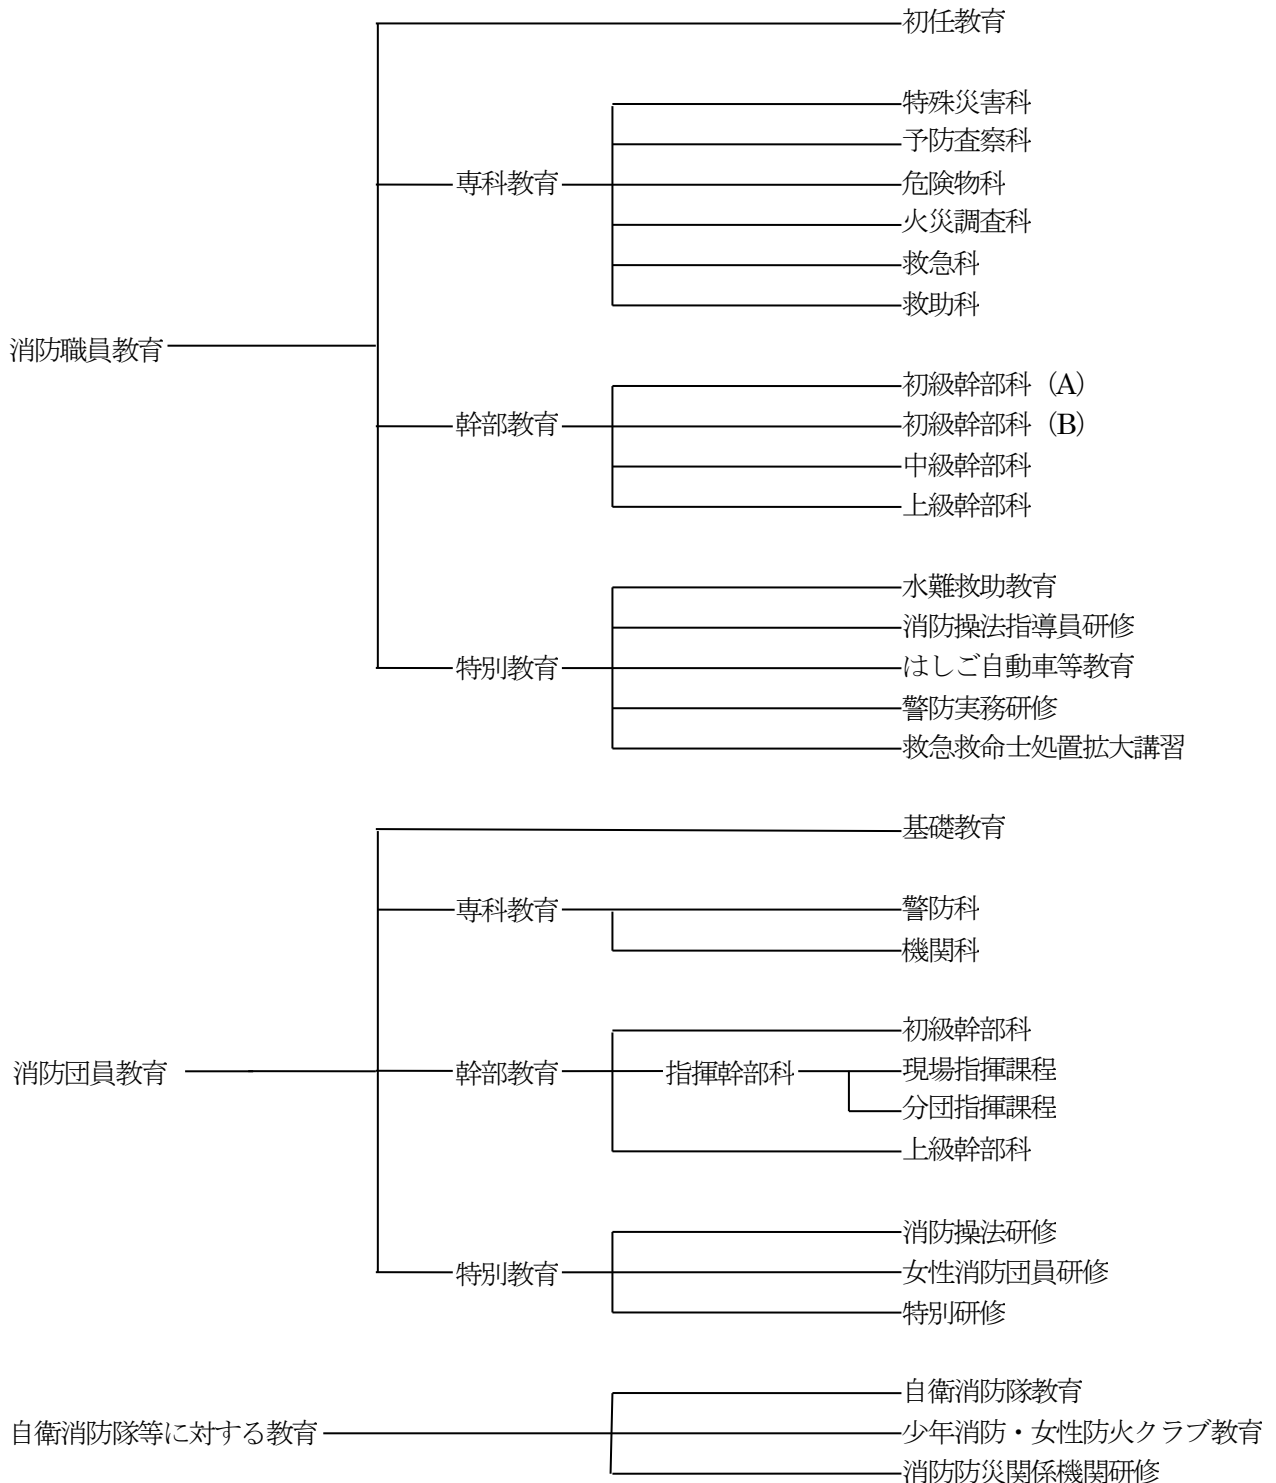 消防職員教育
初任教育
専科教育
特殊災害科
予防査察科
危険物科
火災調査科
救急科
救助科
幹部教育
初級幹部科（A）
初級幹部科（B）
中級幹部科
上級幹部科
特別教育
水難救助教育
消防操法指導員研修
はしご自動車等教育
警防実務研修
救急救命士処置拡大講習
消防団員教育
基礎教育
専科教育
警防科
機関科
幹部教育
初級幹部科
指揮幹部科
現場指揮課程
分団指揮課程
上級幹部科
特別教育
消防操法研修
女性消防団員研修
特別研修
自衛消防隊等に対する教育
自衛消防隊教育
少年消防・女性防火クラブ教育
消防防災関係機関研修